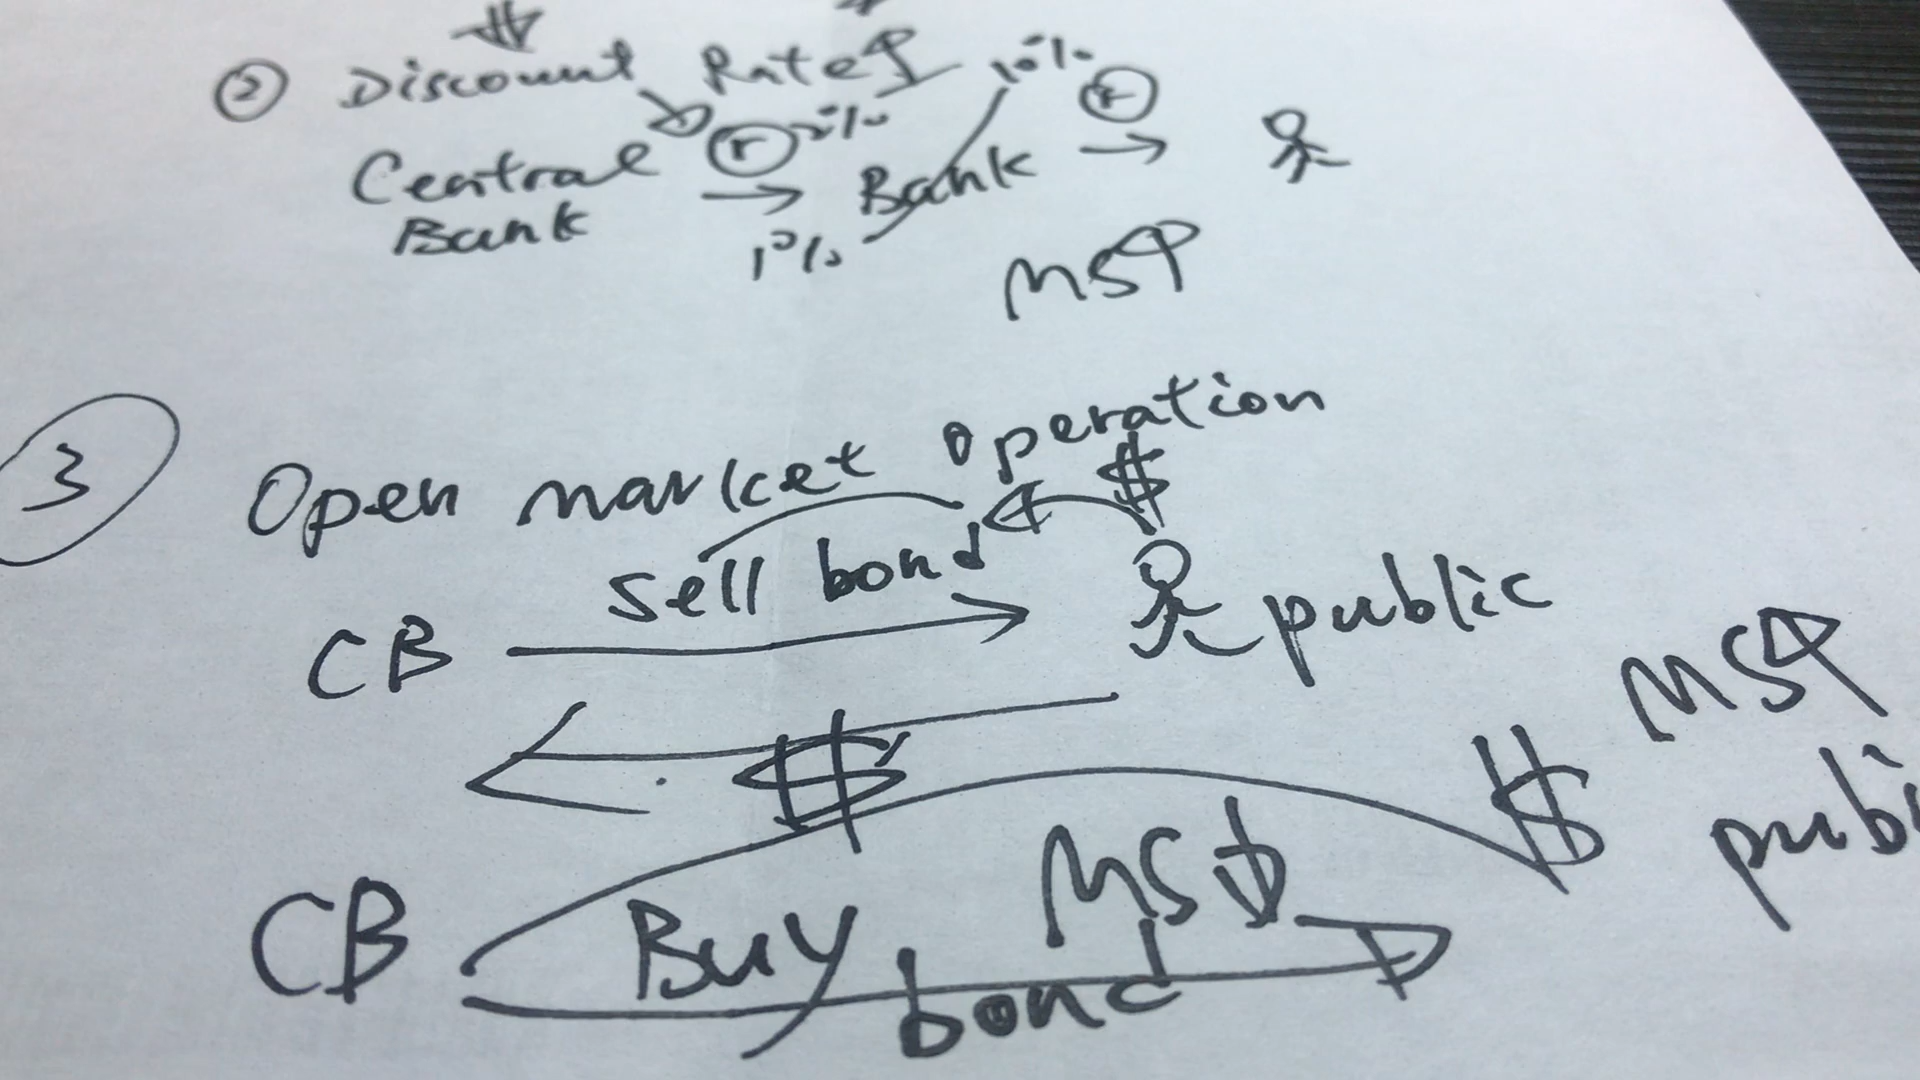 ② Discount Rate ↑ 10%
Central ↓ r 2% r
Bank → Bank →
1%
MS↑
③ Open market operation
$
sell bond
CB → public
$ MS↑
MS↓ $ public
CB Buy bond